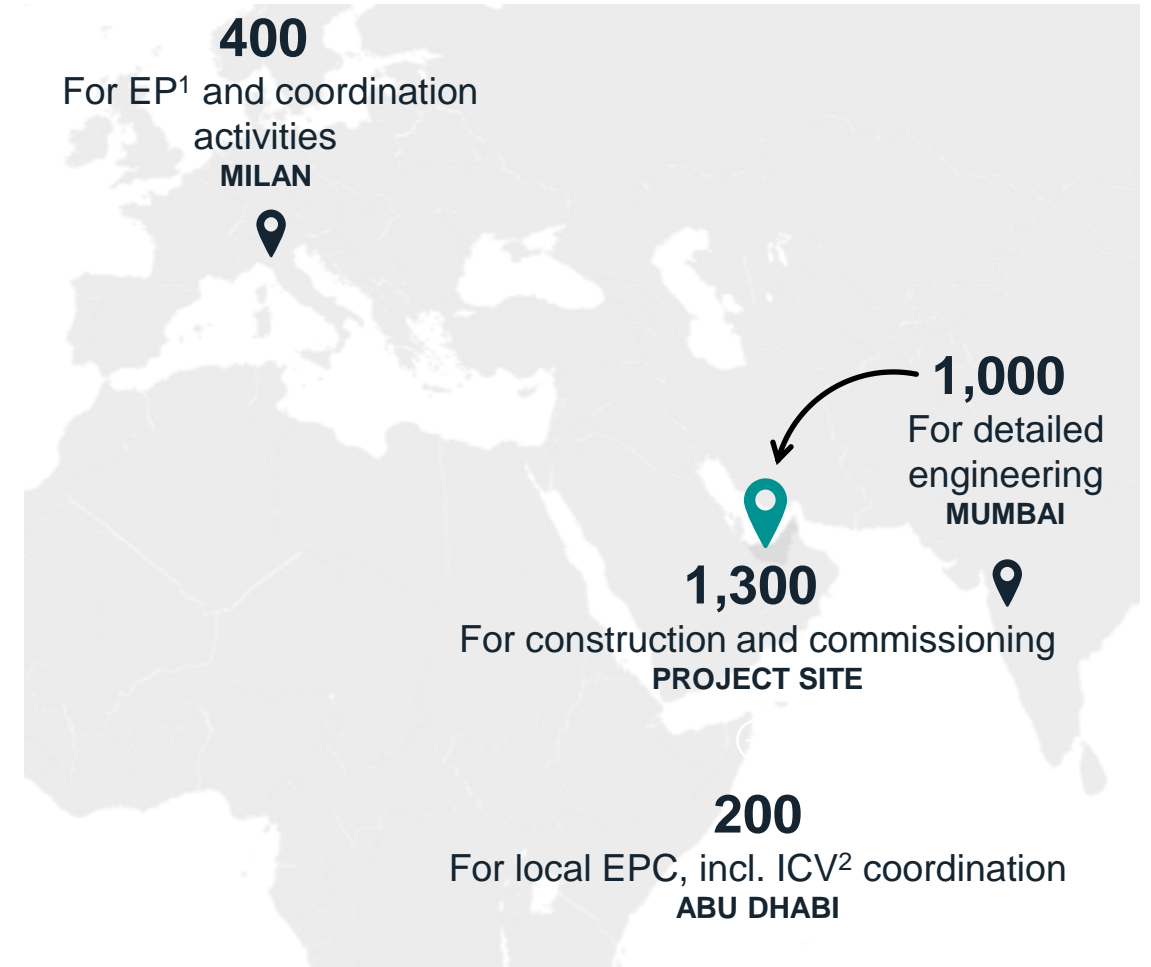 400
For EP¹ and coordination
activities
MILAN
1,000
For detailed
engineering
MUMBAI
1,300
For construction and commissioning
PROJECT SITE
200
For local EPC, incl. ICV² coordination
ABU DHABI